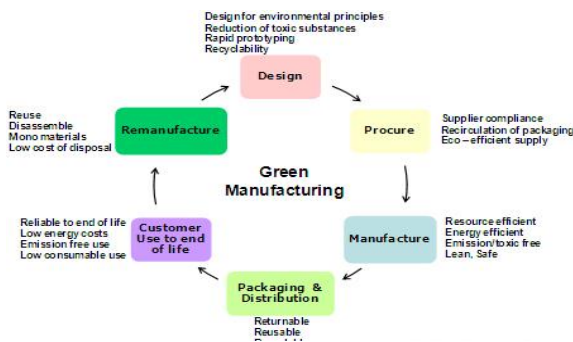 Design for environmental principles
Reduction of toxic substances
Rapid prototyping
Recyclability
Design
Procure
Supplier compliance
Recirculation of packaging
Eco – efficient supply
Manufacture
Resource efficient
Energy efficient
Emission/toxic free
Lean, Safe
Packaging &
Distribution
Returnable
Reusable
Customer
Use to end
of life
Reliable to end of life
Low energy costs
Emission free use
Low consumable use
Remanufacture
Reuse
Disassemble
Mono materials
Low cost of disposal
Green
Manufacturing